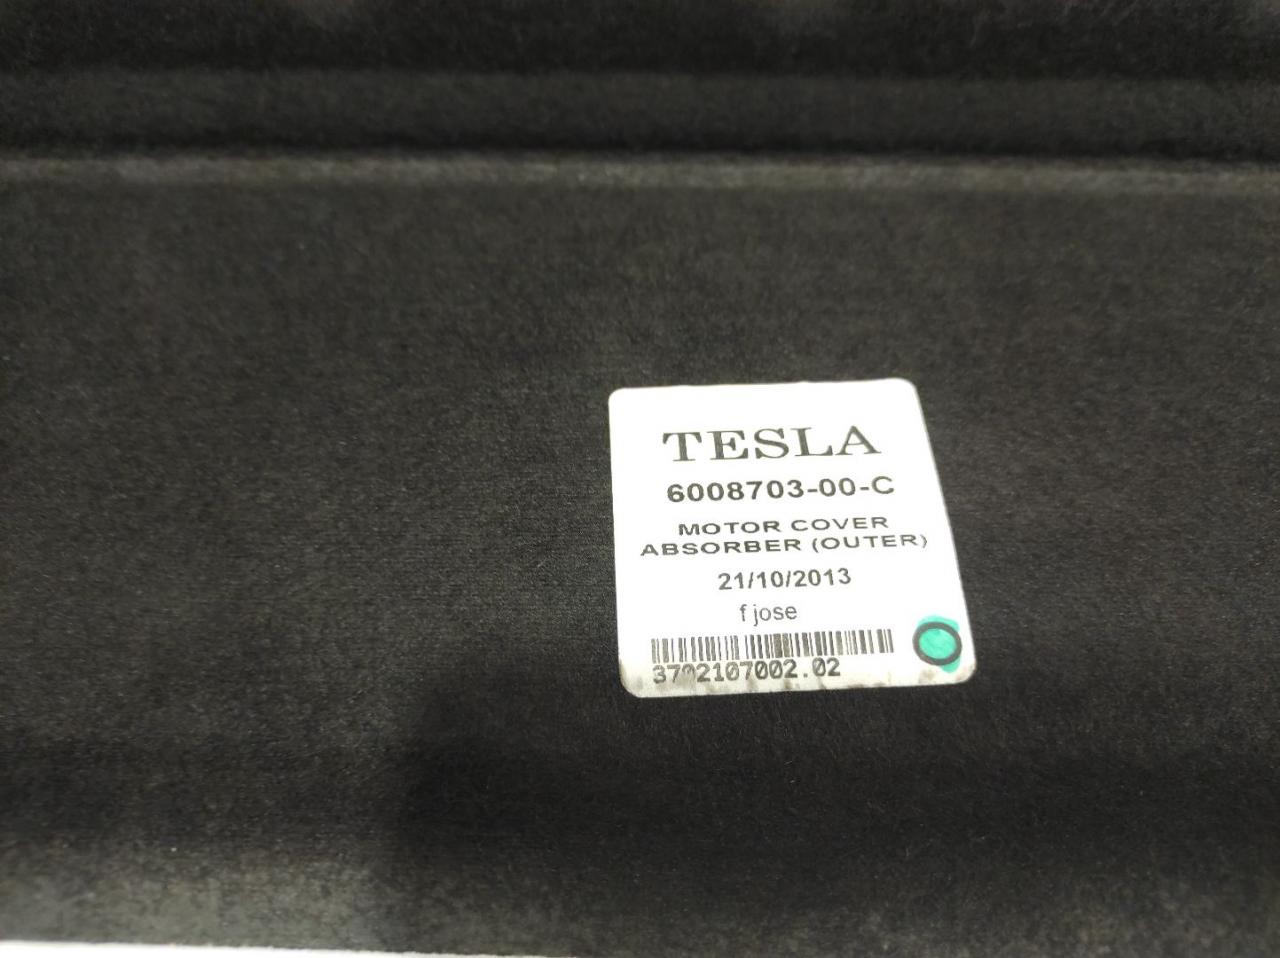 TESLA
6008703-00-C
MOTOR COVER
ABSORBER (OUTER)
21/10/2013
f jose